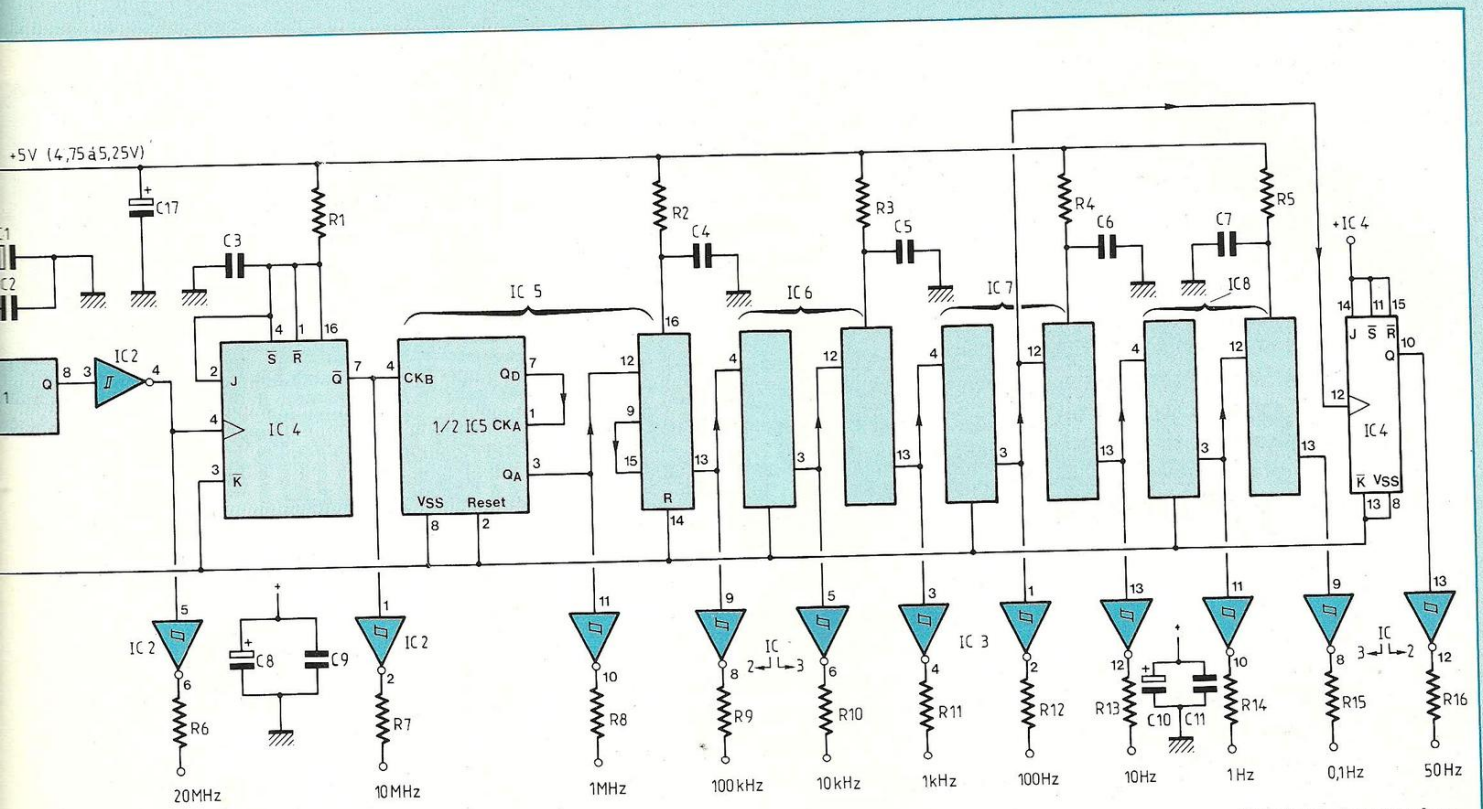 +5V (4,75 à 5,25V)
C17
R1
R2
R3
R4
R5
C1
C2
C3
C4
C5
C6
C7
+IC 4
IC 5
IC 6
IC 7
IC8
4 1 16
S̅ R̅
2 J
Q̅ 7
4
IC 4
3 K̅
1
Q 8
3 IC2 4
4 CKB
QD 7
1/2 IC5 CKA 1
QA 3
VSS Reset
8 2
16
12
9
15
13
R
14
4
3
12
13
4
3
12
13
4
3
12
13
14 11 15
J S̅ R̅
Q 10
12
IC4
K̅ VSS
13 8
5
IC 2
6
R6
20MHz
+
+
C8
C9
1
IC 2
2
R7
10MHz
11
10
R8
1MHz
9
8
R9
100kHz
IC
2 3
5
6
R10
10kHz
3
4
R11
1kHz
IC 3
1
2
R12
100Hz
13
12
R13
10Hz
+
+
C10
C11
11
10
R14
1Hz
9
8
R15
0,1Hz
IC
3 2
13
12
R16
50Hz